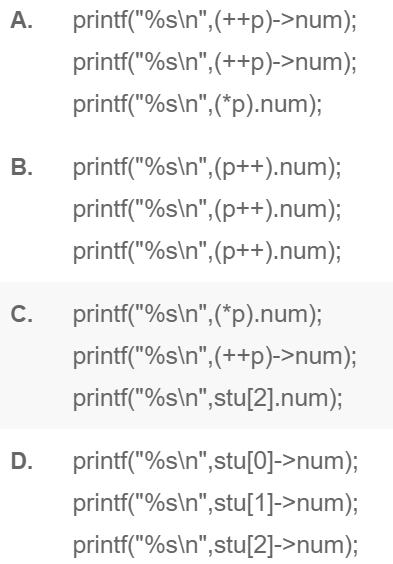 A. printf("%s\n",(++p)->num);
printf("%s\n",(++p)->num);
printf("%s\n",(*p).num);
B. printf("%s\n",(p++).num);
printf("%s\n",(p++).num);
printf("%s\n",(p++).num);
C. printf("%s\n",(*p).num);
printf("%s\n",(++p)->num);
printf("%s\n",stu[2].num);
D. printf("%s\n",stu[0]->num);
printf("%s\n",stu[1]->num);
printf("%s\n",stu[2]->num);